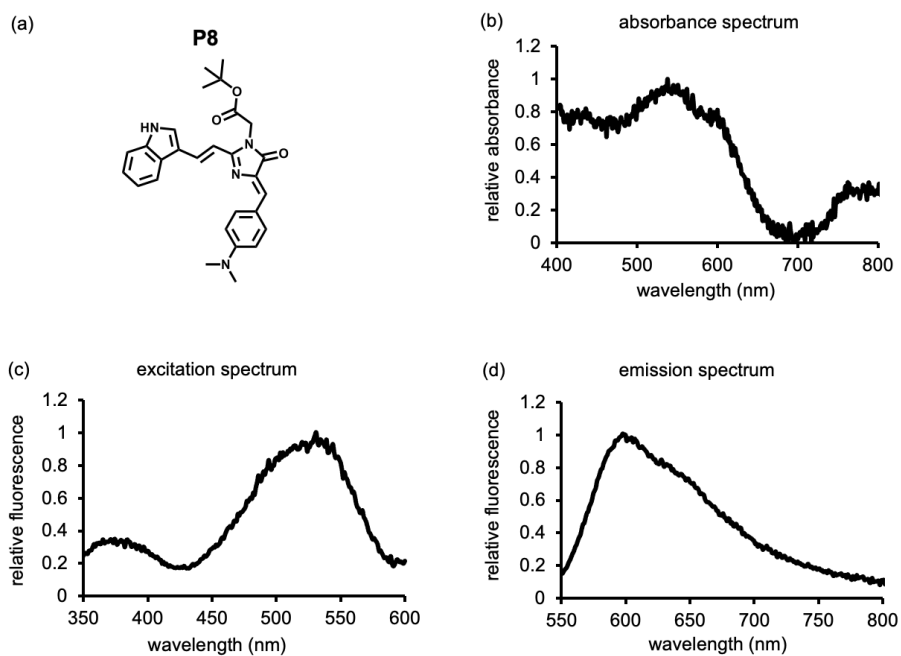 (a)
P8
O
O
N
O
HN
N
N
(b)
absorbance spectrum
relative absorbance
1.2
1
0.8
0.6
0.4
0.2
0
400 500 600 700 800
wavelength (nm)
(c)
excitation spectrum
relative fluorescence
1.2
1
0.8
0.6
0.4
0.2
0
350 400 450 500 550 600
wavelength (nm)
(d)
emission spectrum
relative fluorescence
1.2
1
0.8
0.6
0.4
0.2
0
550 600 650 700 750 800
wavelength (nm)